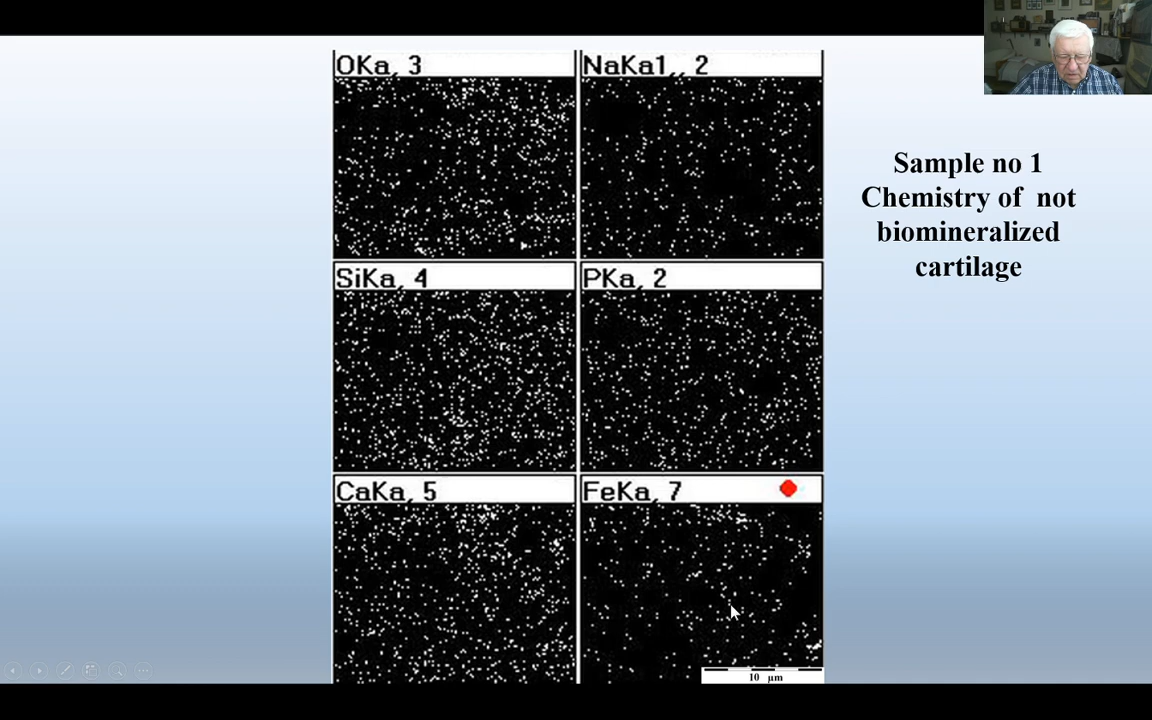 OKa, 3
NaKa1,, 2
SiKa, 4
PKa, 2
CaKa, 5
FeKa, 7
10 µm
Sample no 1
Chemistry of not
biomineralized
cartilage